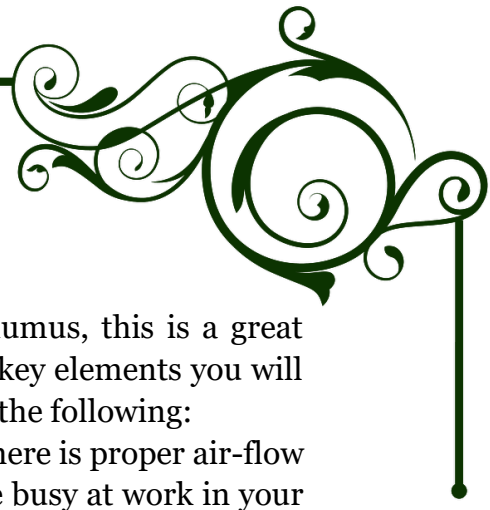 umus, this is a great
key elements you will
the following:
here is proper air-flow
busy at work in your